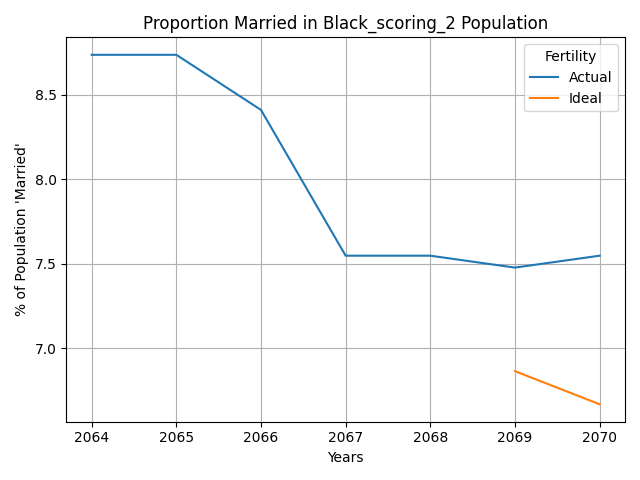 Proportion Married in Black_scoring_2 Population
Fertility
Actual
Ideal
% of Population 'Married'
8.5
8.0
7.5
7.0
2064 2065 2066 2067 2068 2069 2070
Years